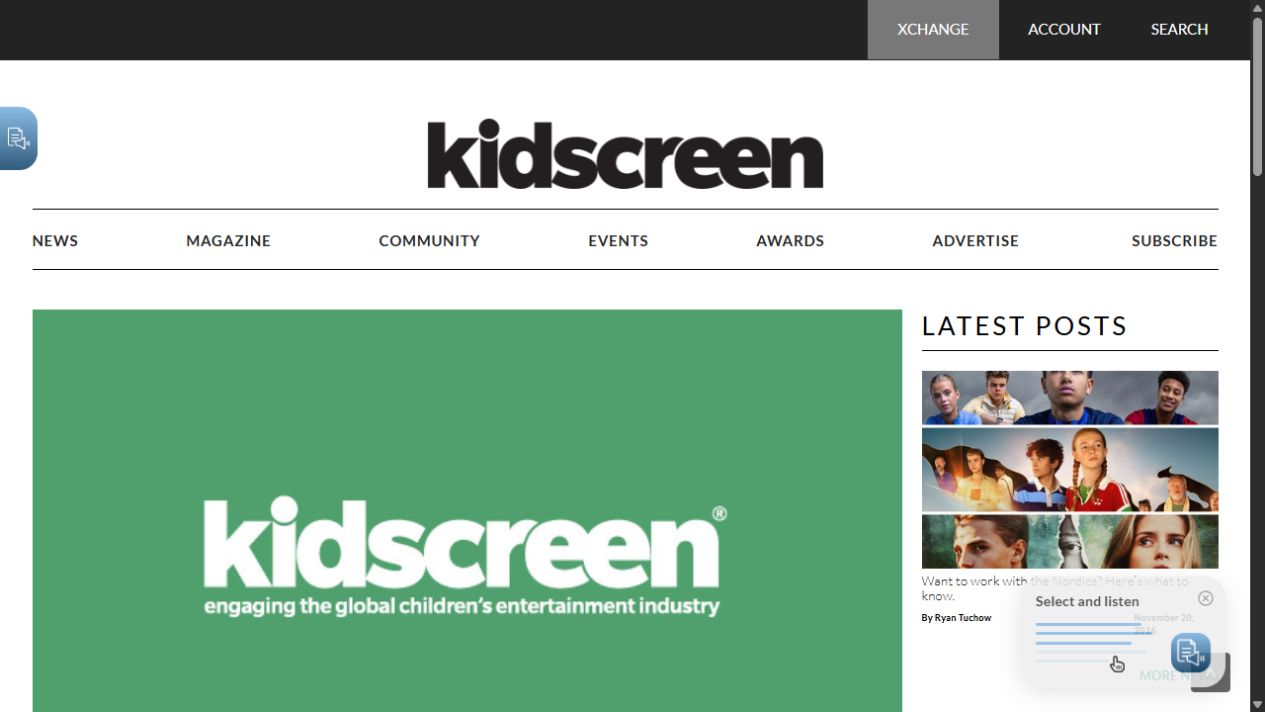 XCHANGE
ACCOUNT
SEARCH
kidscreen
NEWS
MAGAZINE
COMMUNITY
EVENTS
AWARDS
ADVERTISE
SUBSCRIBE
kidscreen®
engaging the global children's entertainment industry
LATEST POSTS
Want to work with the Nordics? Here's what to
know.
By Ryan Tuchow
November 20,
2026
Select and listen
MORE